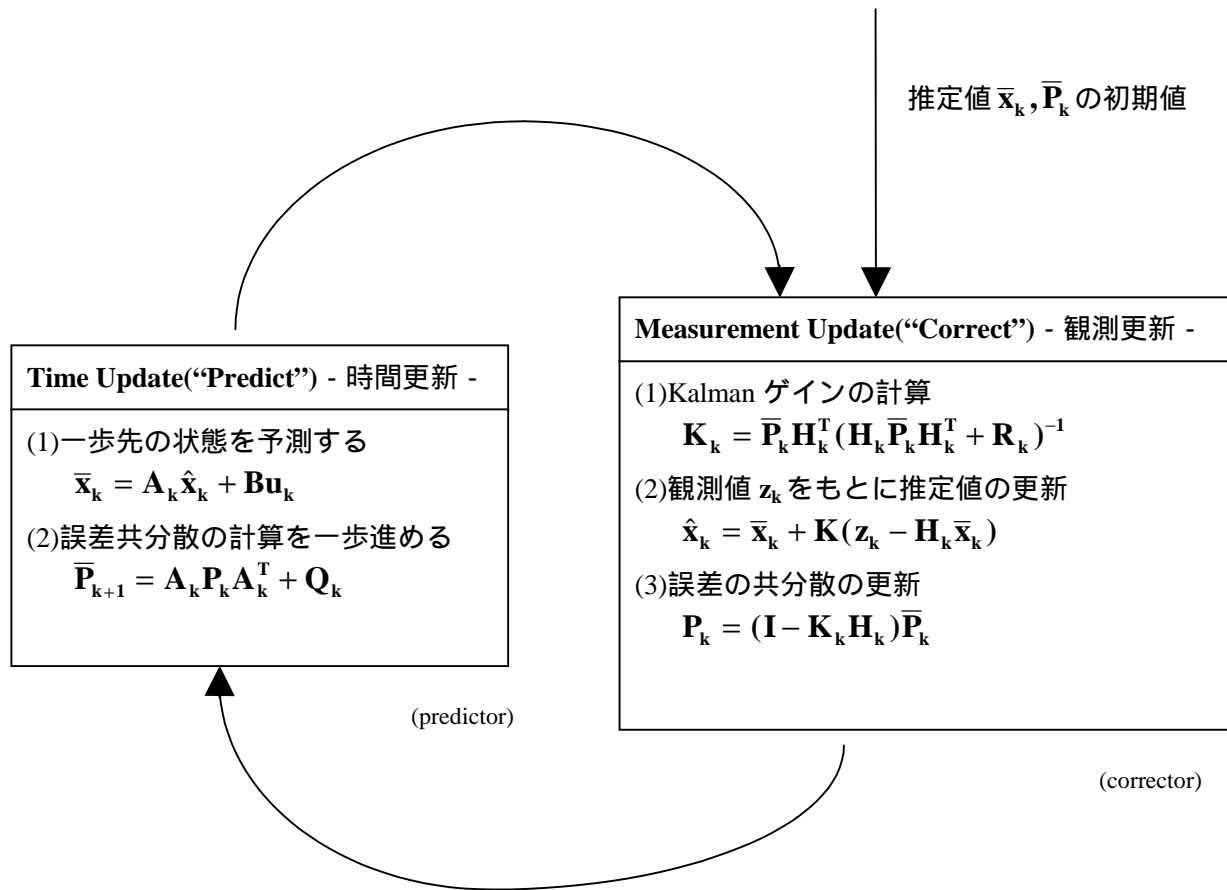 推定値 x̄ₖ, P̄ₖ の初期値
Time Update(“Predict”) - 時間更新 -
(1)一歩先の状態を予測する
x̄ₖ = Aₖx̂ₖ + Buₖ
(2)誤差共分散の計算を一歩進める
P̄ₖ₊₁ = AₖPₖAₖᵀ + Qₖ
(predictor)
Measurement Update(“Correct”) - 観測更新 -
(1)Kalman ゲインの計算
Kₖ = P̄ₖHₖᵀ(HₖP̄ₖHₖᵀ + Rₖ)⁻¹
(2)観測値 zₖ をもとに推定値の更新
x̂ₖ = x̄ₖ + K(zₖ − Hₖx̄ₖ)
(3)誤差の共分散の更新
Pₖ = (I − KₖHₖ)P̄ₖ
(corrector)